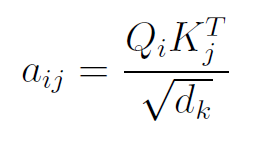 a_{ij} = \frac{Q_i K_j^T}{\sqrt{d_k}}